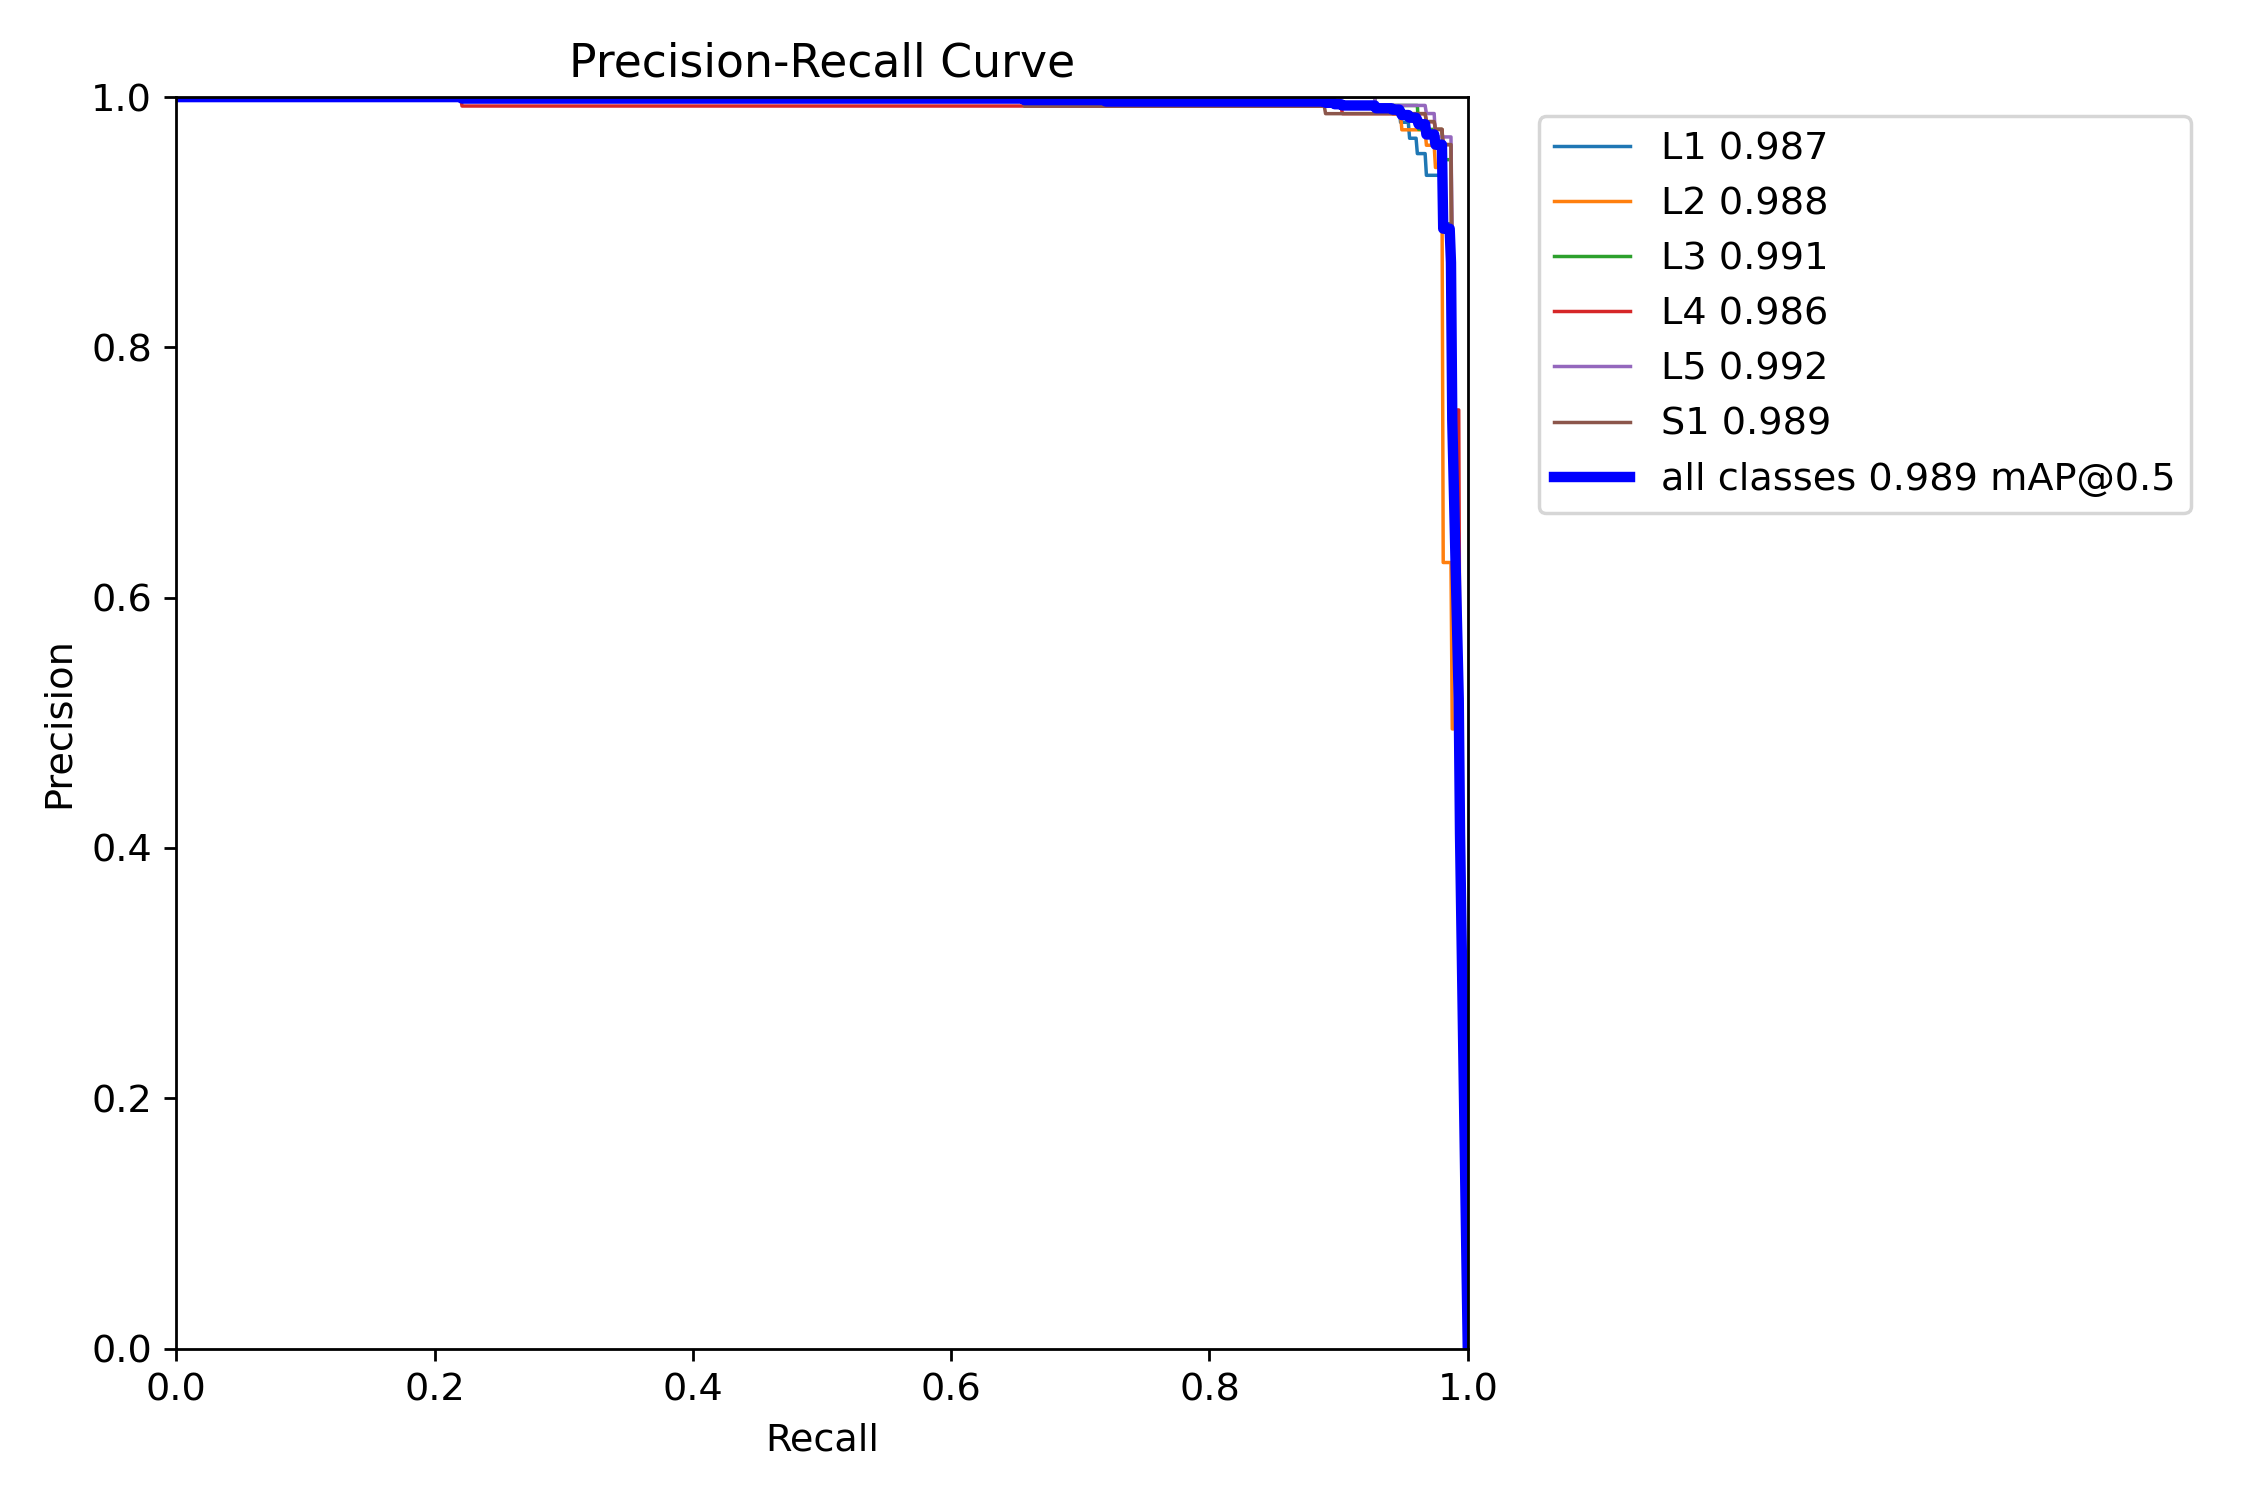 Precision-Recall Curve
1.0
0.8
0.6
0.4
0.2
0.0
Precision
0.0 0.2 0.4 0.6 0.8 1.0
Recall
L1 0.987
L2 0.988
L3 0.991
L4 0.986
L5 0.992
S1 0.989
all classes 0.989 mAP@0.5